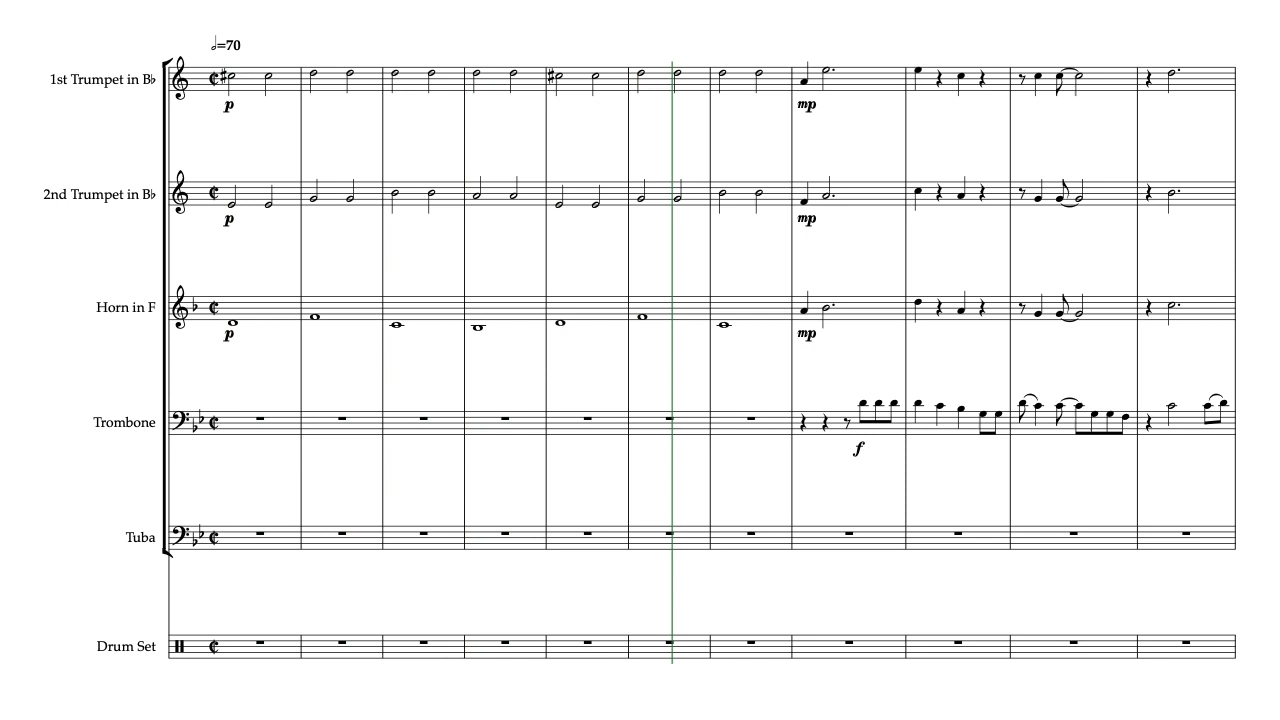 𝅗𝅥=70
1st Trumpet in B♭
p
mp
2nd Trumpet in B♭
p
mp
Horn in F
p
mp
Trombone
f
Tuba
Drum Set